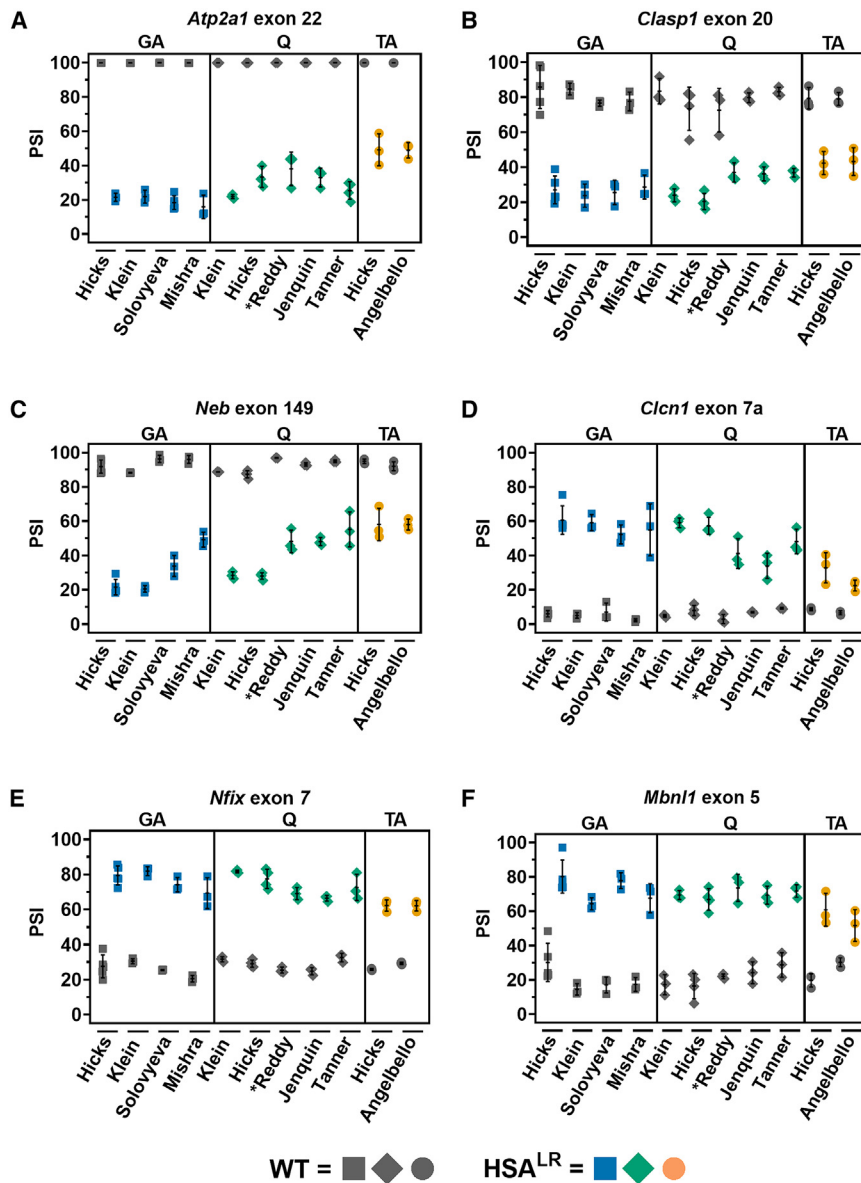 A
Atp2a1 exon 22
GA Q TA
PSI
100
80
60
40
20
0
Hicks
Klein
Solovyeva
Mishra
Klein
Hicks
*Reddy
Jenquin
Tanner
Hicks
Angelbello
B
Clasp1 exon 20
GA Q TA
PSI
100
80
60
40
20
0
Hicks
Klein
Solovyeva
Mishra
Klein
Hicks
*Reddy
Jenquin
Tanner
Hicks
Angelbello
C
Neb exon 149
GA Q TA
PSI
100
80
60
40
20
0
Hicks
Klein
Solovyeva
Mishra
Klein
Hicks
*Reddy
Jenquin
Tanner
Hicks
Angelbello
D
Clcn1 exon 7a
GA Q TA
PSI
100
80
60
40
20
0
Hicks
Klein
Solovyeva
Mishra
Klein
Hicks
*Reddy
Jenquin
Tanner
Hicks
Angelbello
E
Nfix exon 7
GA Q TA
PSI
100
80
60
40
20
0
Hicks
Klein
Solovyeva
Mishra
Klein
Hicks
*Reddy
Jenquin
Tanner
Hicks
Angelbello
F
Mbnl1 exon 5
GA Q TA
PSI
100
80
60
40
20
0
Hicks
Klein
Solovyeva
Mishra
Klein
Hicks
*Reddy
Jenquin
Tanner
Hicks
Angelbello
WT = HSA^LR =